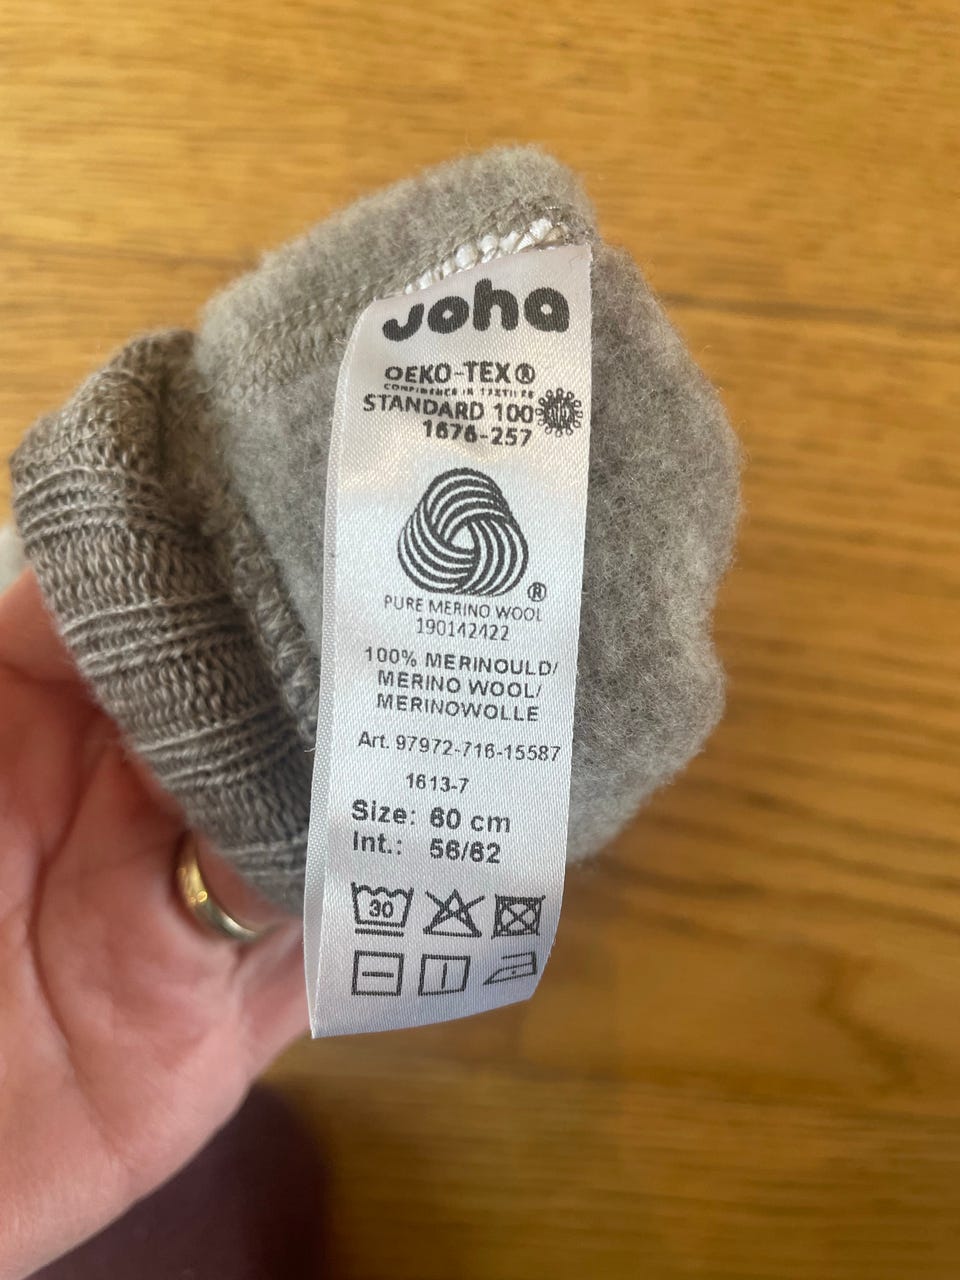 Joha
OEKO-TEX®
CONFIDENCE IN TEXTILES
STANDARD 100
1676-257
®
PURE MERINO WOOL
190142422
100% MERINOULD/
MERINO WOOL/
MERINOWOLLE
Art. 97972-716-15587
1613-7
Size: 60 cm
Int.: 56/62
30